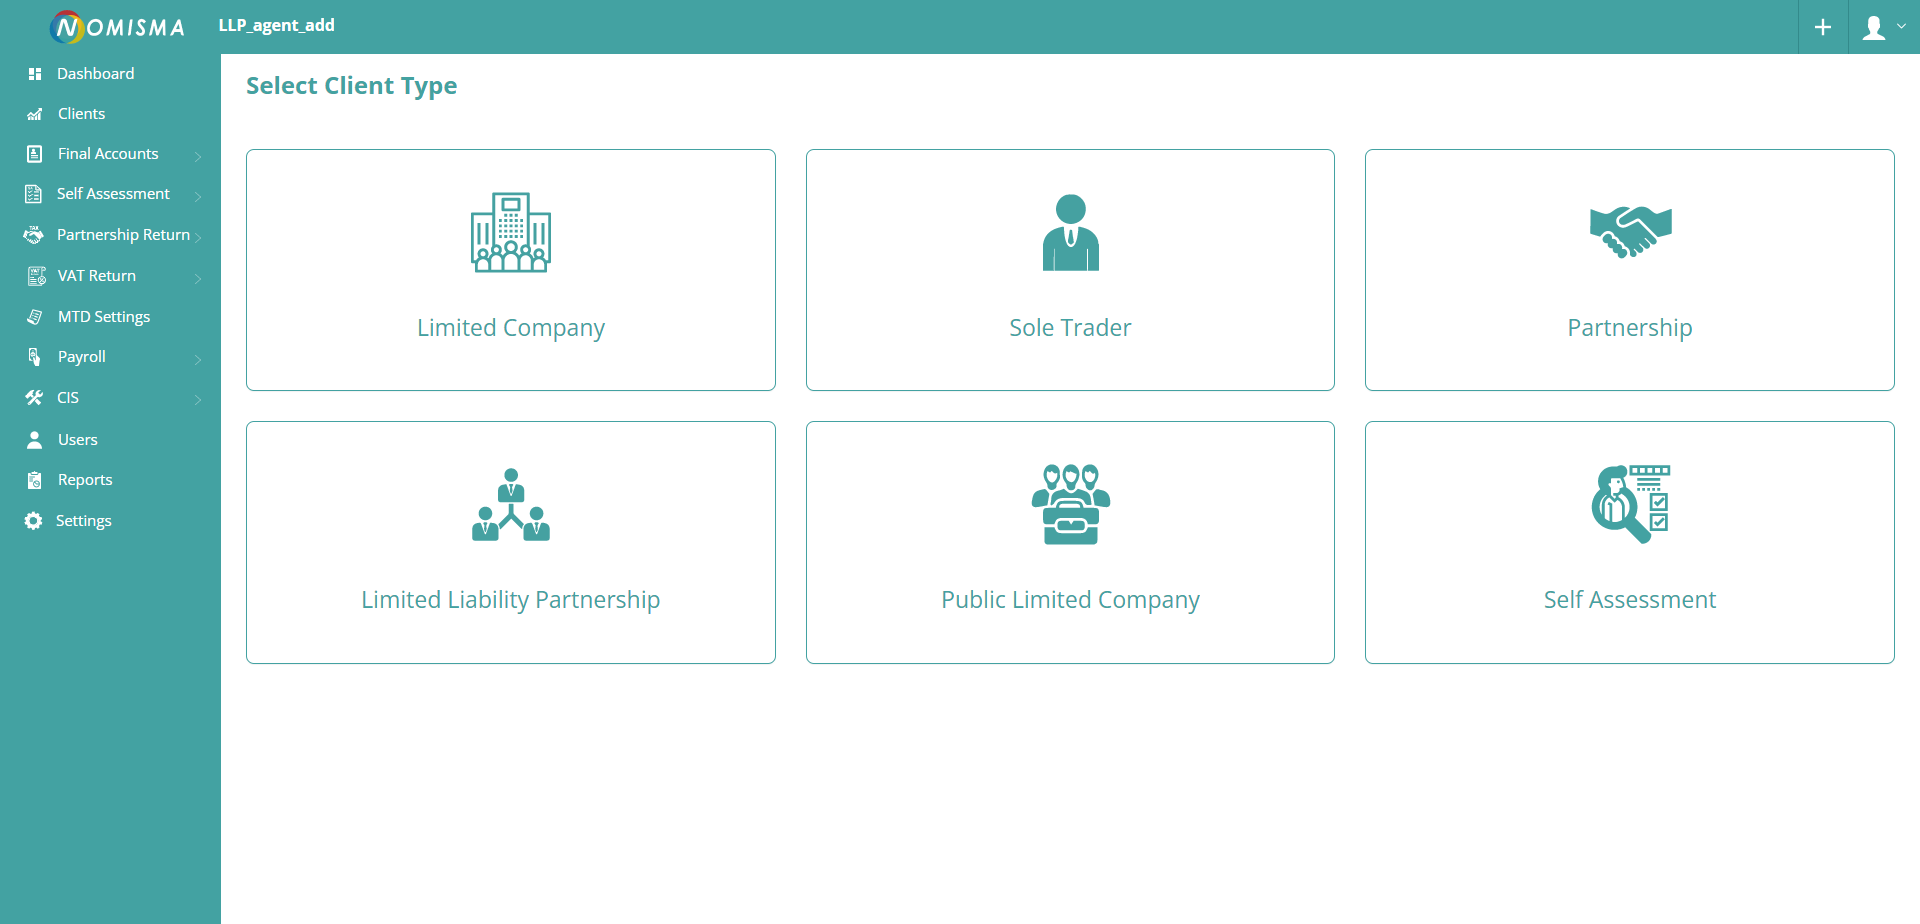 NOMISMA
LLP_agent_add
Dashboard
Clients
Final Accounts
Self Assessment
Partnership Return
VAT Return
MTD Settings
Payroll
CIS
Users
Reports
Settings
Select Client Type
Limited Company
Sole Trader
Partnership
Limited Liability Partnership
Public Limited Company
Self Assessment